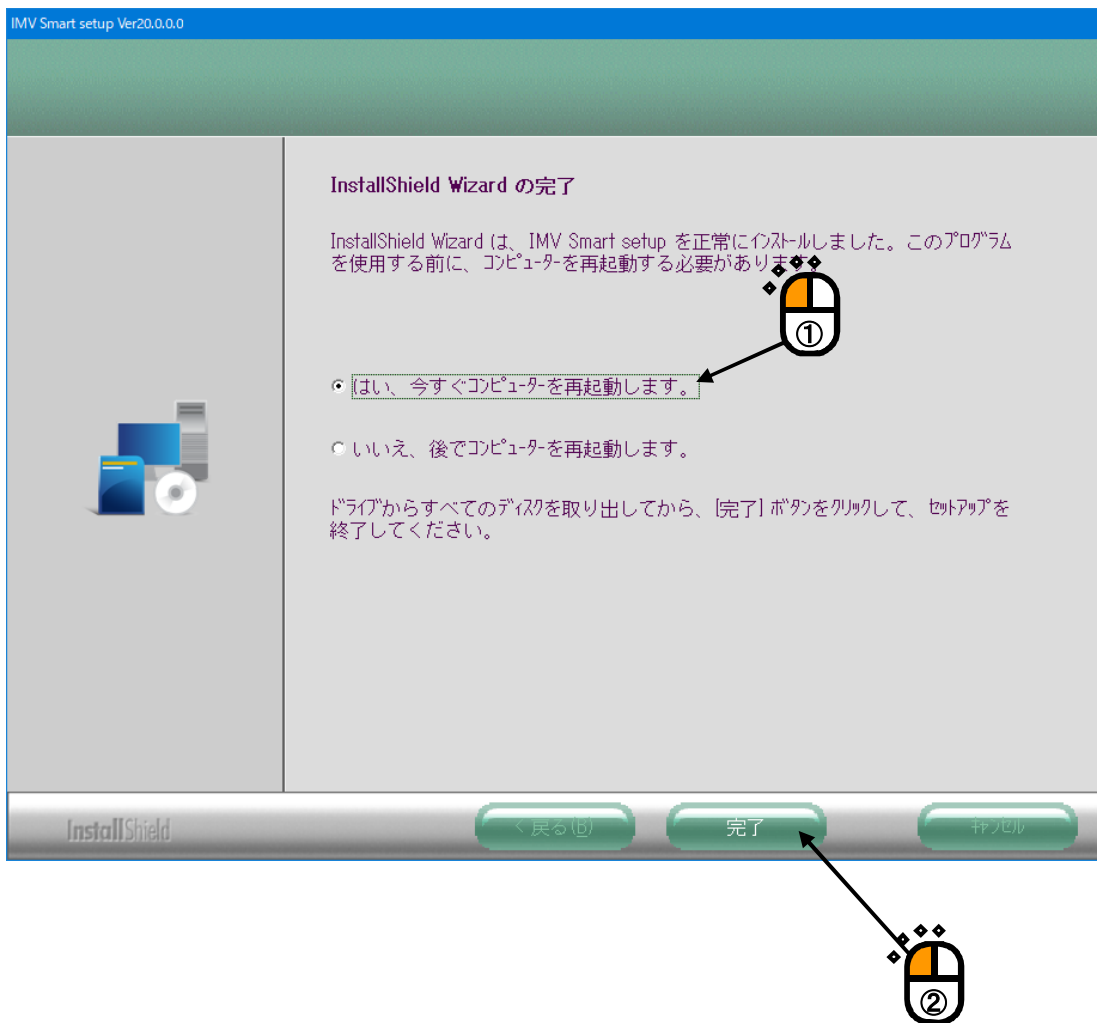 IMV Smart setup Ver20.0.0.0
InstallShield Wizard の完了
InstallShield Wizard は、IMV Smart setup を正常にｲﾝｽﾄｰﾙしました。このﾌﾟﾛｸﾞﾗﾑ
を使用する前に、ｺﾝﾋﾟｭｰﾀｰを再起動する必要があります。
①
はい、今すぐｺﾝﾋﾟｭｰﾀｰを再起動します。
いいえ、後でｺﾝﾋﾟｭｰﾀｰを再起動します。
ﾄﾞﾗｲﾌﾞからすべてのﾃﾞｨｽｸを取り出してから、[完了] ﾎﾞﾀﾝをｸﾘｯｸして、ｾｯﾄｱｯﾌﾟを
終了してください。
InstallShield
< 戻る(B)
完了
ｷｬﾝｾﾙ
②